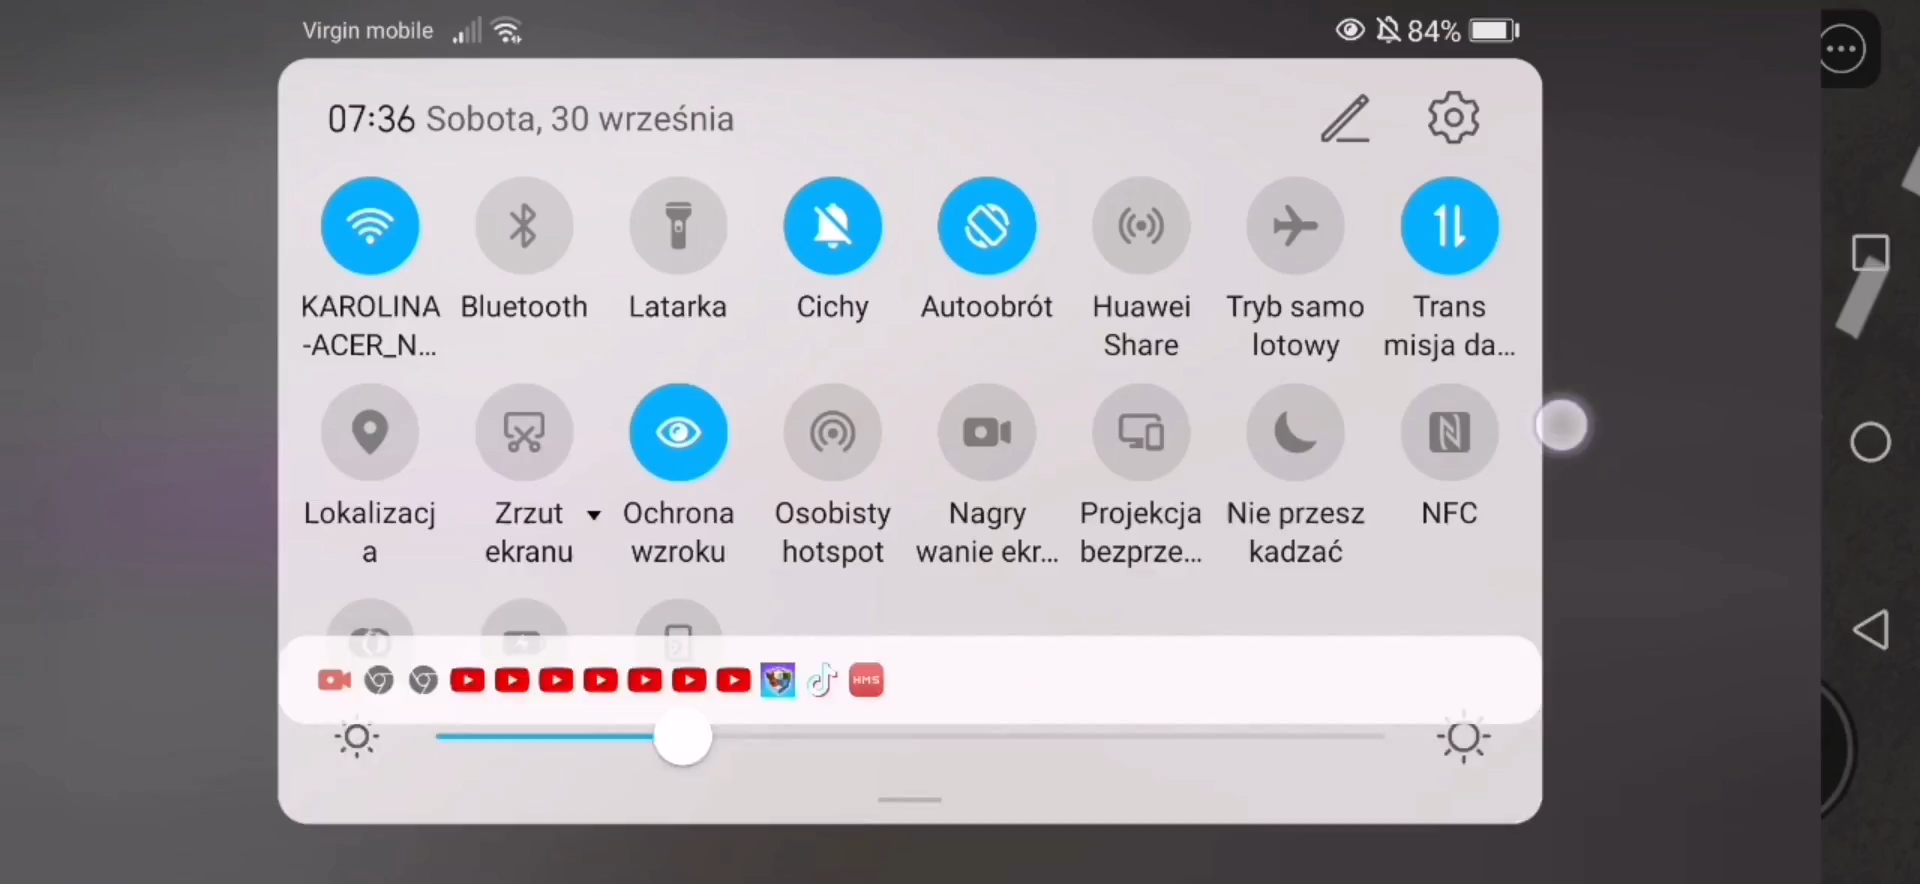 Virgin mobile
84%
07:36 Sobota, 30 września
KAROLINA
-ACER_N...
Bluetooth
Latarka
Cichy
Autoobrót
Huawei
Share
Tryb samo
lotowy
Trans
misja da...
Lokalizacj
a
Zrzut
ekranu
Ochrona
wzroku
Osobisty
hotspot
Nagry
wanie ekr...
Projekcja
bezprze...
Nie przesz
kadzać
NFC
HMS